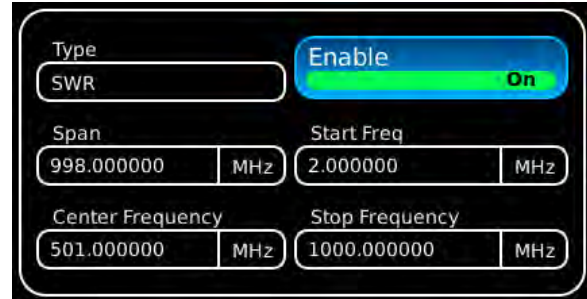 Type
SWR
Enable
On
Span
998.000000 MHz
Start Freq
2.000000 MHz
Center Frequency
501.000000 MHz
Stop Frequency
1000.000000 MHz